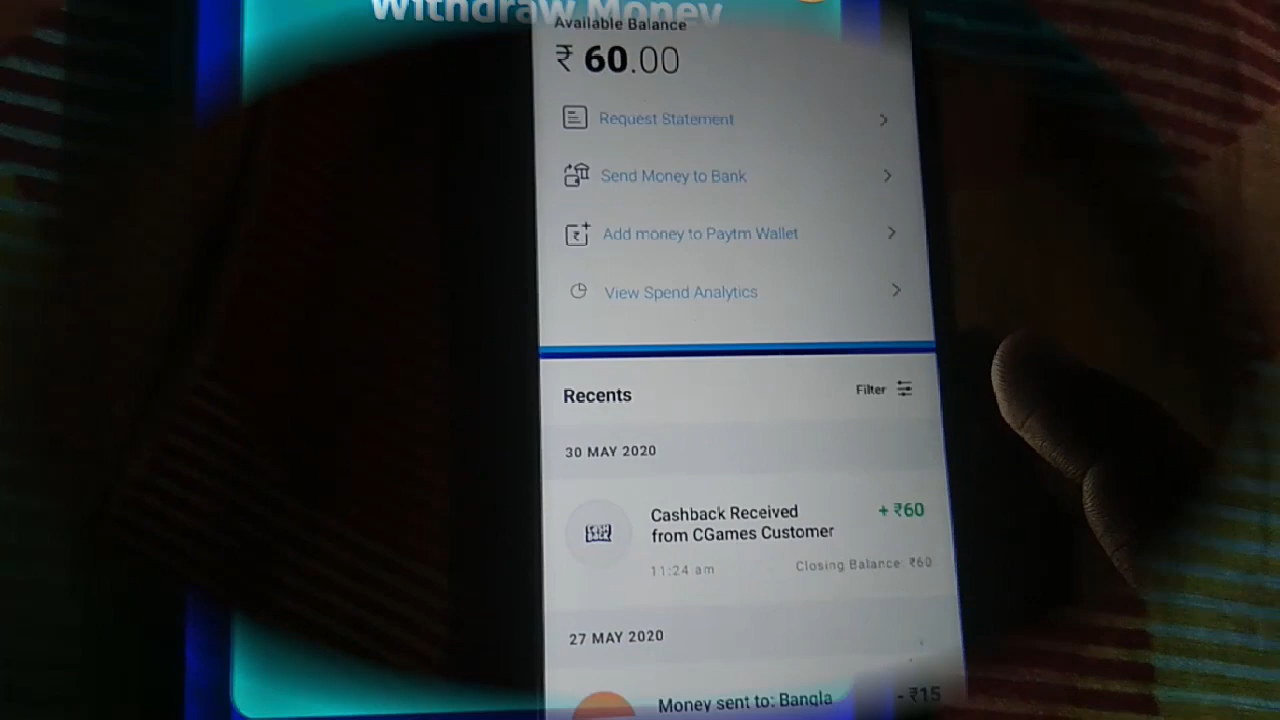 Withdraw Money
Available Balance
₹ 60.00
Request Statement
Send Money to Bank
Add money to Paytm Wallet
View Spend Analytics
Recents
Filter
30 MAY 2020
Cashback Received
+ ₹60
from CGames Customer
11:24 am
Closing Balance: ₹60
27 MAY 2020
Money sent to: Bangla
- ₹15